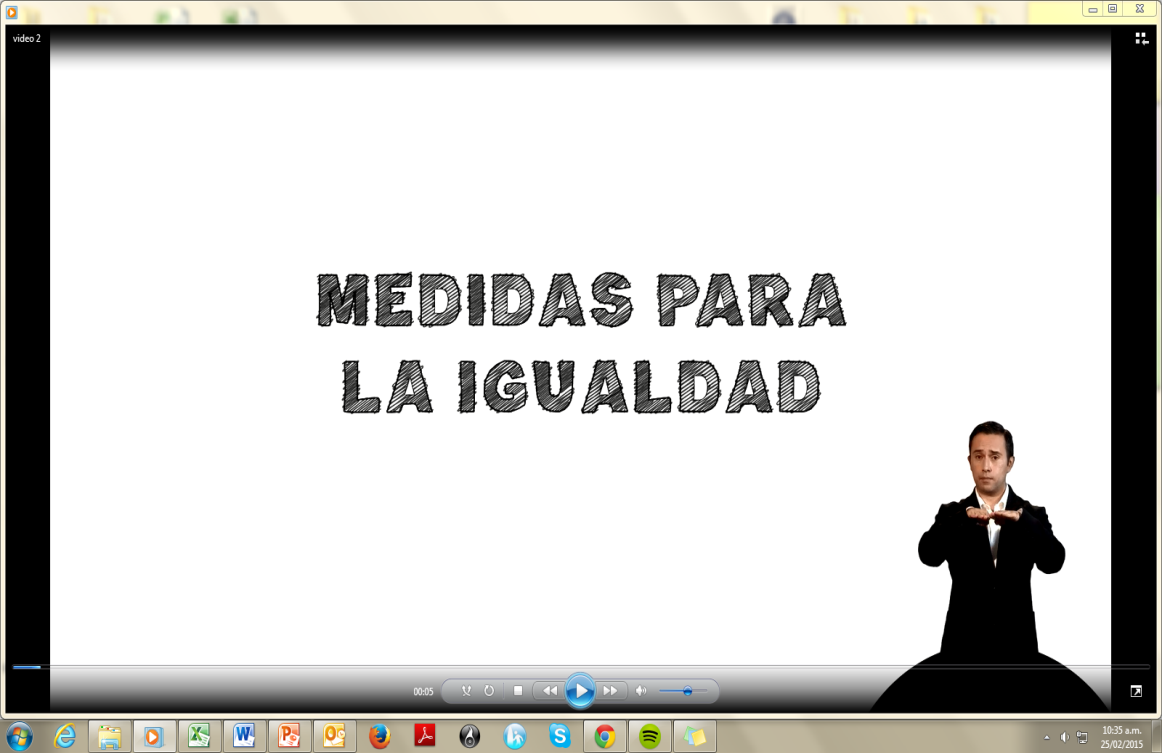 video 2
MEDIDAS PARA
LA IGUALDAD
00:05
10:35 a.m.
25/02/2015